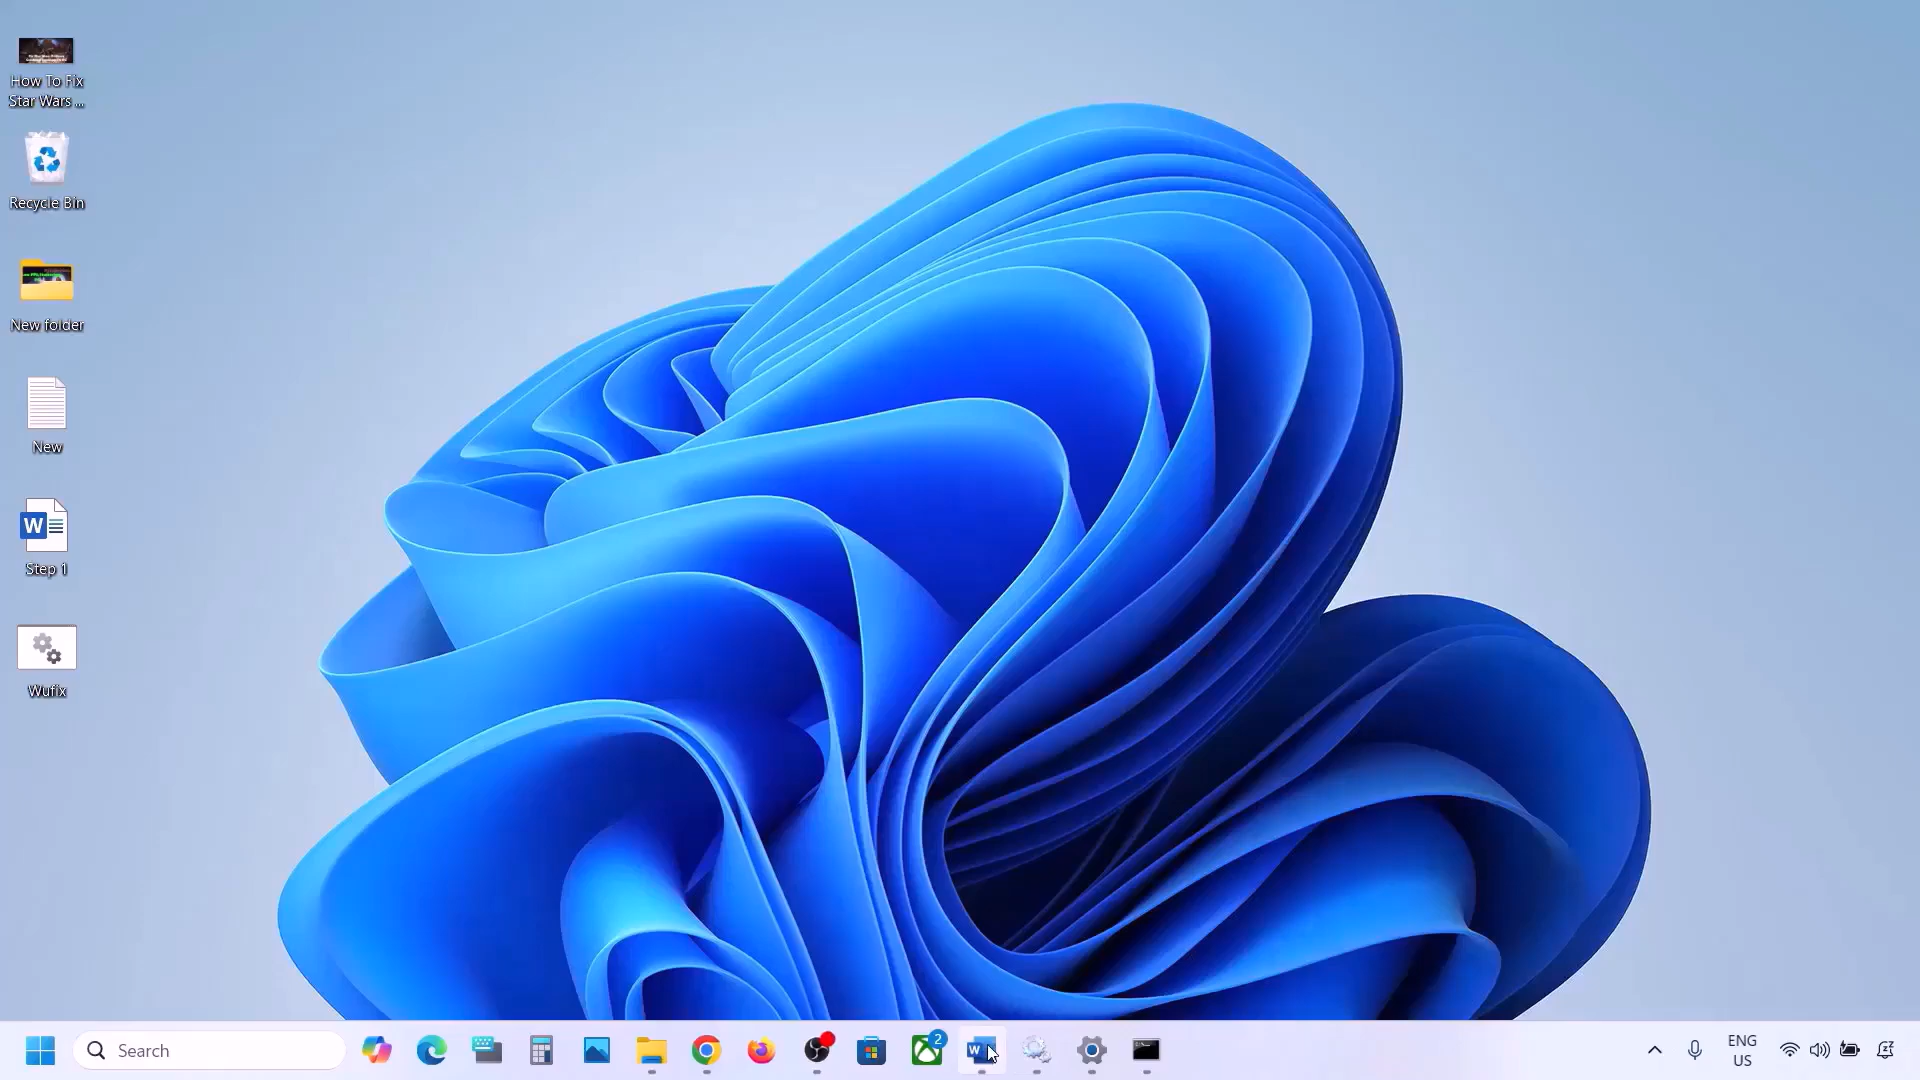 How To Fix
Star Wars ...
Recycle Bin
New folder
New
Step 1
Wufix
Search
2
ENG
US